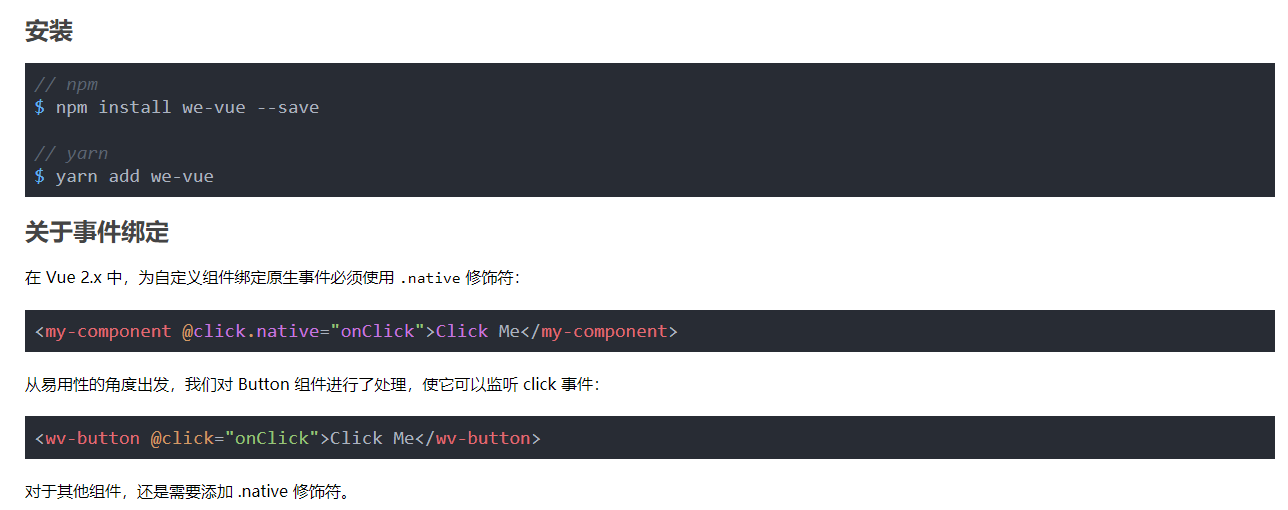 安装
// npm
$ npm install we-vue --save
// yarn
$ yarn add we-vue
关于事件绑定
在 Vue 2.x 中，为自定义组件绑定原生事件必须使用 .native 修饰符：
<my-component @click.native="onClick">Click Me</my-component>
从易用性的角度出发，我们对 Button 组件进行了处理，使它可以监听 click 事件：
<wv-button @click="onClick">Click Me</wv-button>
对于其他组件，还是需要添加 .native 修饰符。